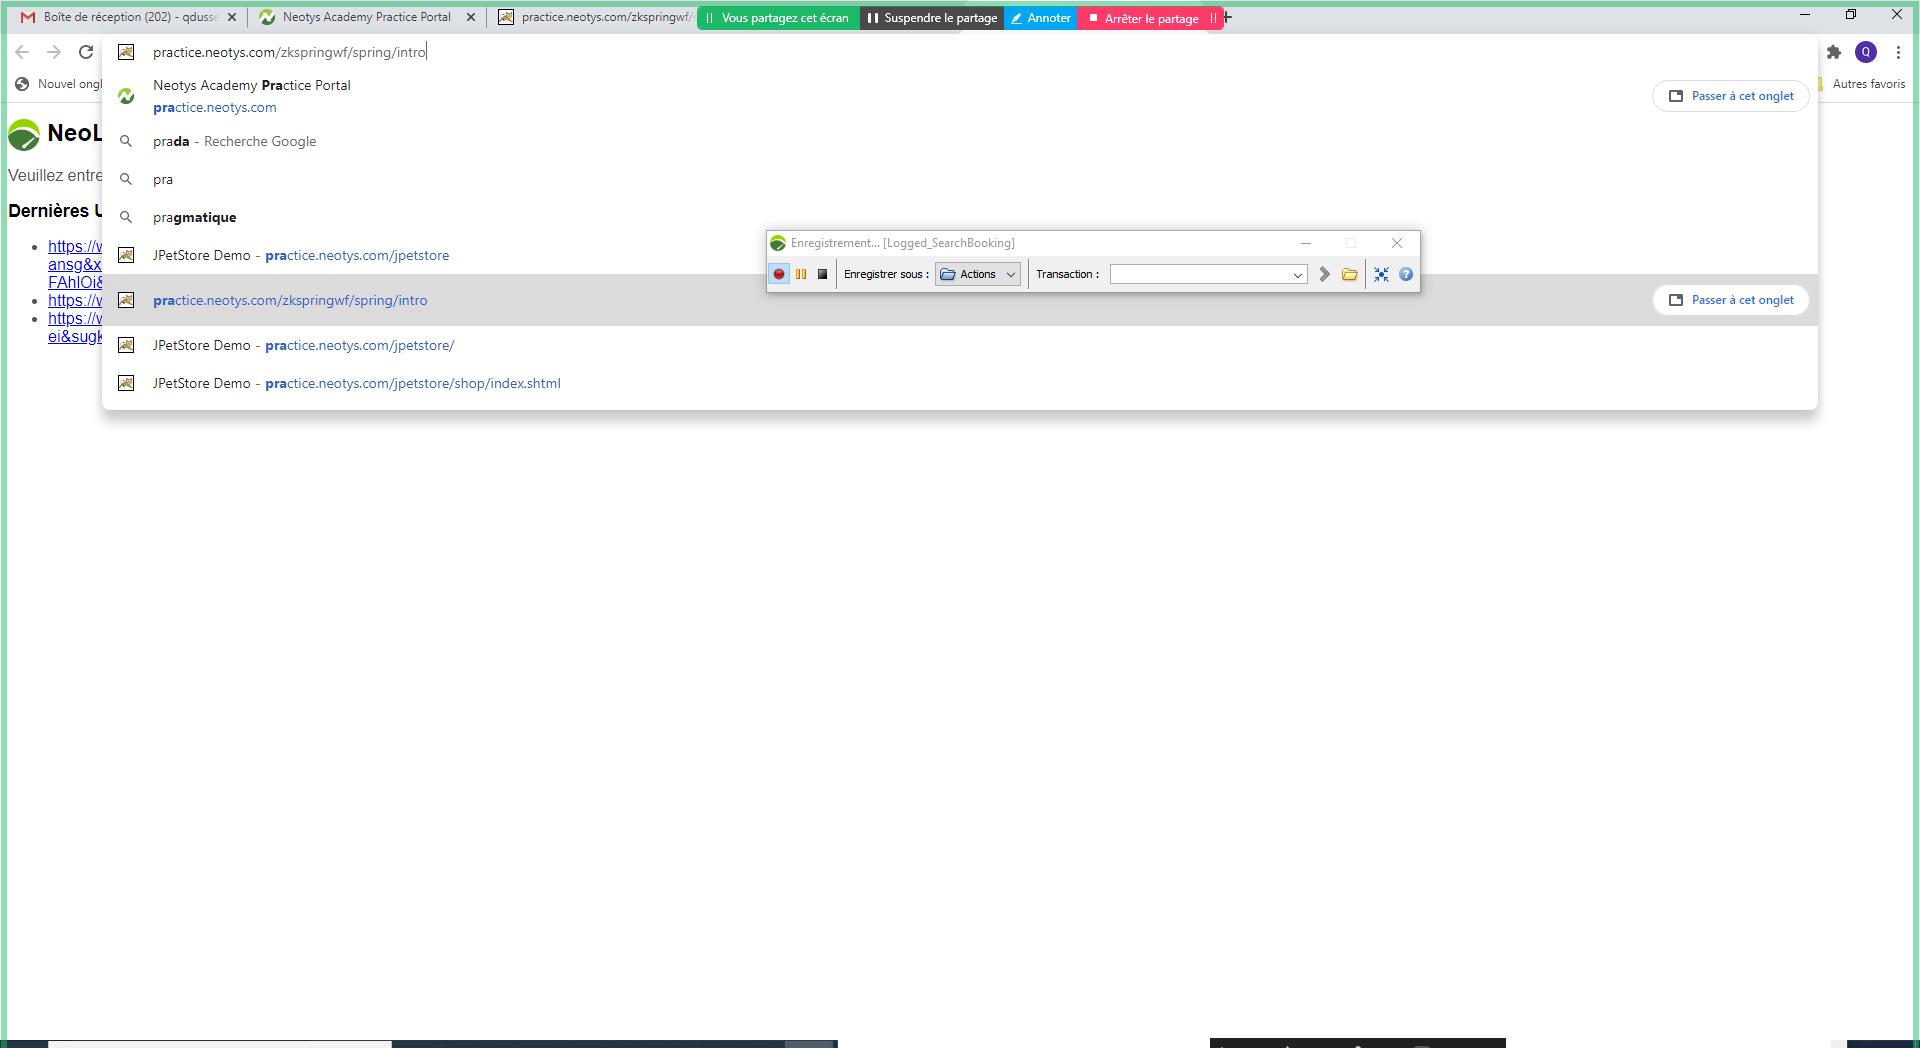 Boîte de réception (202) - qdusse
Neotys Academy Practice Portal
practice.neotys.com/zkspringwf/s
Vous partagez cet écran
Suspendre le partage
Annoter
Arrêter le partage
practice.neotys.com/zkspringwf/spring/intro
Q
Nouvel ongl
Autres favoris
Neotys Academy Practice Portal
practice.neotys.com
Passer à cet onglet
prada - Recherche Google
pra
pragmatique
JPetStore Demo - practice.neotys.com/jpetstore
practice.neotys.com/zkspringwf/spring/intro
Passer à cet onglet
JPetStore Demo - practice.neotys.com/jpetstore/
JPetStore Demo - practice.neotys.com/jpetstore/shop/index.shtml
NeoL
Veuillez entre
Dernières U
https://w
ansg&x
FAhlOi&
https://w
https://w
ei&sugk
Enregistrement... [Logged_SearchBooking]
Enregistrer sous :
Actions
Transaction :